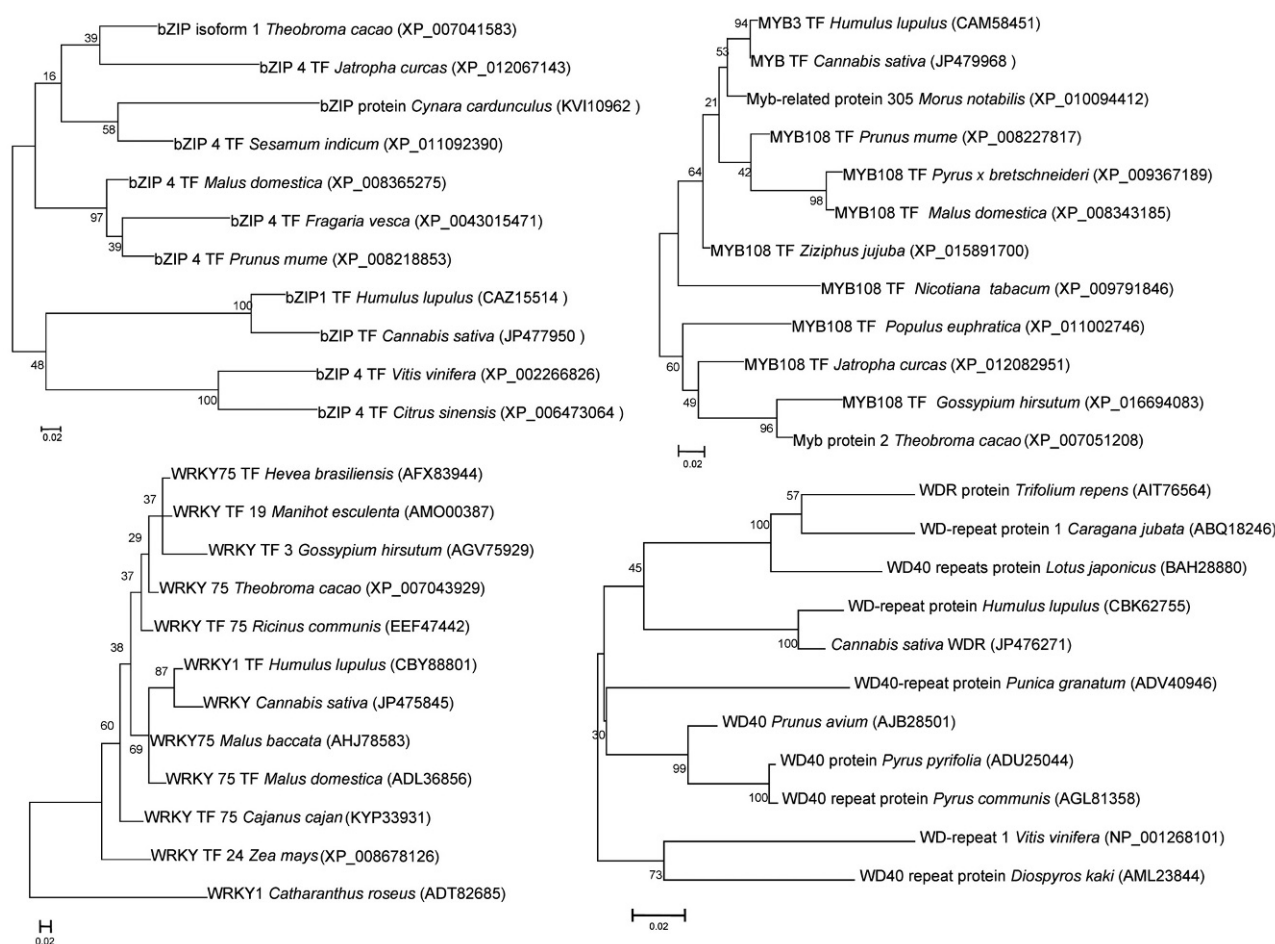 39
bZIP isoform 1 Theobroma cacao (XP_007041583)
bZIP 4 TF Jatropha curcas (XP_012067143)
16
bZIP protein Cynara cardunculus (KVI10962 )
58
bZIP 4 TF Sesamum indicum (XP_011092390)
bZIP 4 TF Malus domestica (XP_008365275)
97
bZIP 4 TF Fragaria vesca (XP_0043015471)
39
bZIP 4 TF Prunus mume (XP_008218853)
bZIP1 TF Humulus lupulus (CAZ15514 )
100
bZIP TF Cannabis sativa (JP477950 )
48
bZIP 4 TF Vitis vinifera (XP_002266826)
100
bZIP 4 TF Citrus sinensis (XP_006473064 )
0.02
94
MYB3 TF Humulus lupulus (CAM58451)
53
MYB TF Cannabis sativa (JP479968 )
21
Myb-related protein 305 Morus notabilis (XP_010094412)
MYB108 TF Prunus mume (XP_008227817)
64
42
MYB108 TF Pyrus x bretschneideri (XP_009367189)
98
MYB108 TF Malus domestica (XP_008343185)
MYB108 TF Ziziphus jujuba (XP_015891700)
MYB108 TF Nicotiana tabacum (XP_009791846)
MYB108 TF Populus euphratica (XP_011002746)
60
MYB108 TF Jatropha curcas (XP_012082951)
49
MYB108 TF Gossypium hirsutum (XP_016694083)
96
Myb protein 2 Theobroma cacao (XP_007051208)
0.02
WRKY75 TF Hevea brasiliensis (AFX83944)
37
WRKY TF 19 Manihot esculenta (AMO00387)
29
WRKY TF 3 Gossypium hirsutum (AGV75929)
37
WRKY 75 Theobroma cacao (XP_007043929)
WRKY TF 75 Ricinus communis (EEF47442)
38
87
WRKY1 TF Humulus lupulus (CBY88801)
WRKY Cannabis sativa (JP475845)
60
69
WRKY75 Malus baccata (AHJ78583)
WRKY 75 TF Malus domestica (ADL36856)
WRKY TF 75 Cajanus cajan (KYP33931)
WRKY TF 24 Zea mays (XP_008678126)
WRKY1 Catharanthus roseus (ADT82685)
0.02
57
WDR protein Trifolium repens (AIT76564)
100
WD-repeat protein 1 Caragana jubata (ABQ18246)
45
WD40 repeats protein Lotus japonicus (BAH28880)
WD-repeat protein Humulus lupulus (CBK62755)
100
Cannabis sativa WDR (JP476271)
WD40-repeat protein Punica granatum (ADV40946)
30
WD40 Prunus avium (AJB28501)
99
WD40 protein Pyrus pyrifolia (ADU25044)
100
WD40 repeat protein Pyrus communis (AGL81358)
WD-repeat 1 Vitis vinifera (NP_001268101)
73
WD40 repeat protein Diospyros kaki (AML23844)
0.02